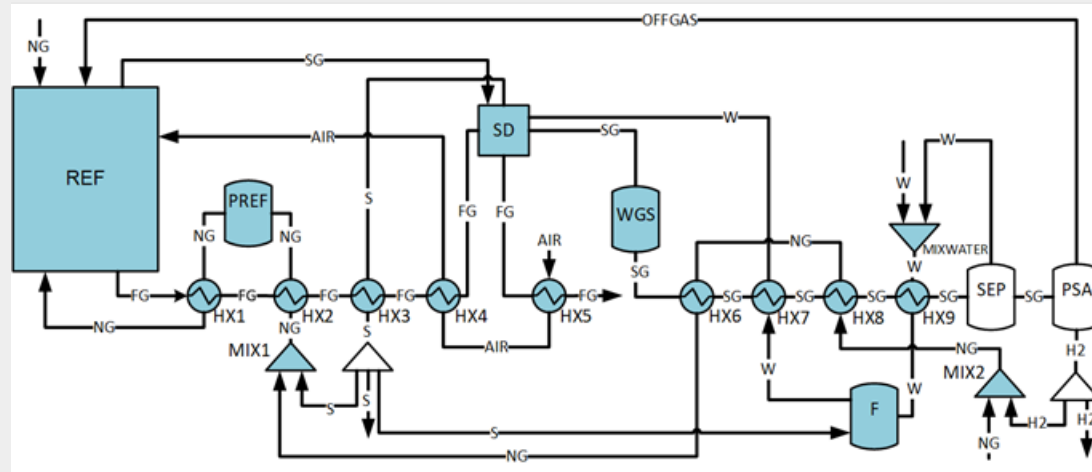 OFFGAS
NG
SG
REF
AIR
SD
W
SG
W
W
S
FG
FG
PREF
WGS
MIXWATER
NG
NG
AIR
NG
W
SG
SEP
PSA
FG
FG
FG
FG
FG
SG
SG
SG
SG
SG
HX1
HX2
HX3
HX4
HX5
HX6
HX7
HX8
HX9
NG
NG
S
AIR
NG
H2
MIX1
MIX2
W
W
S
S
F
H2
H2
S
NG
NG